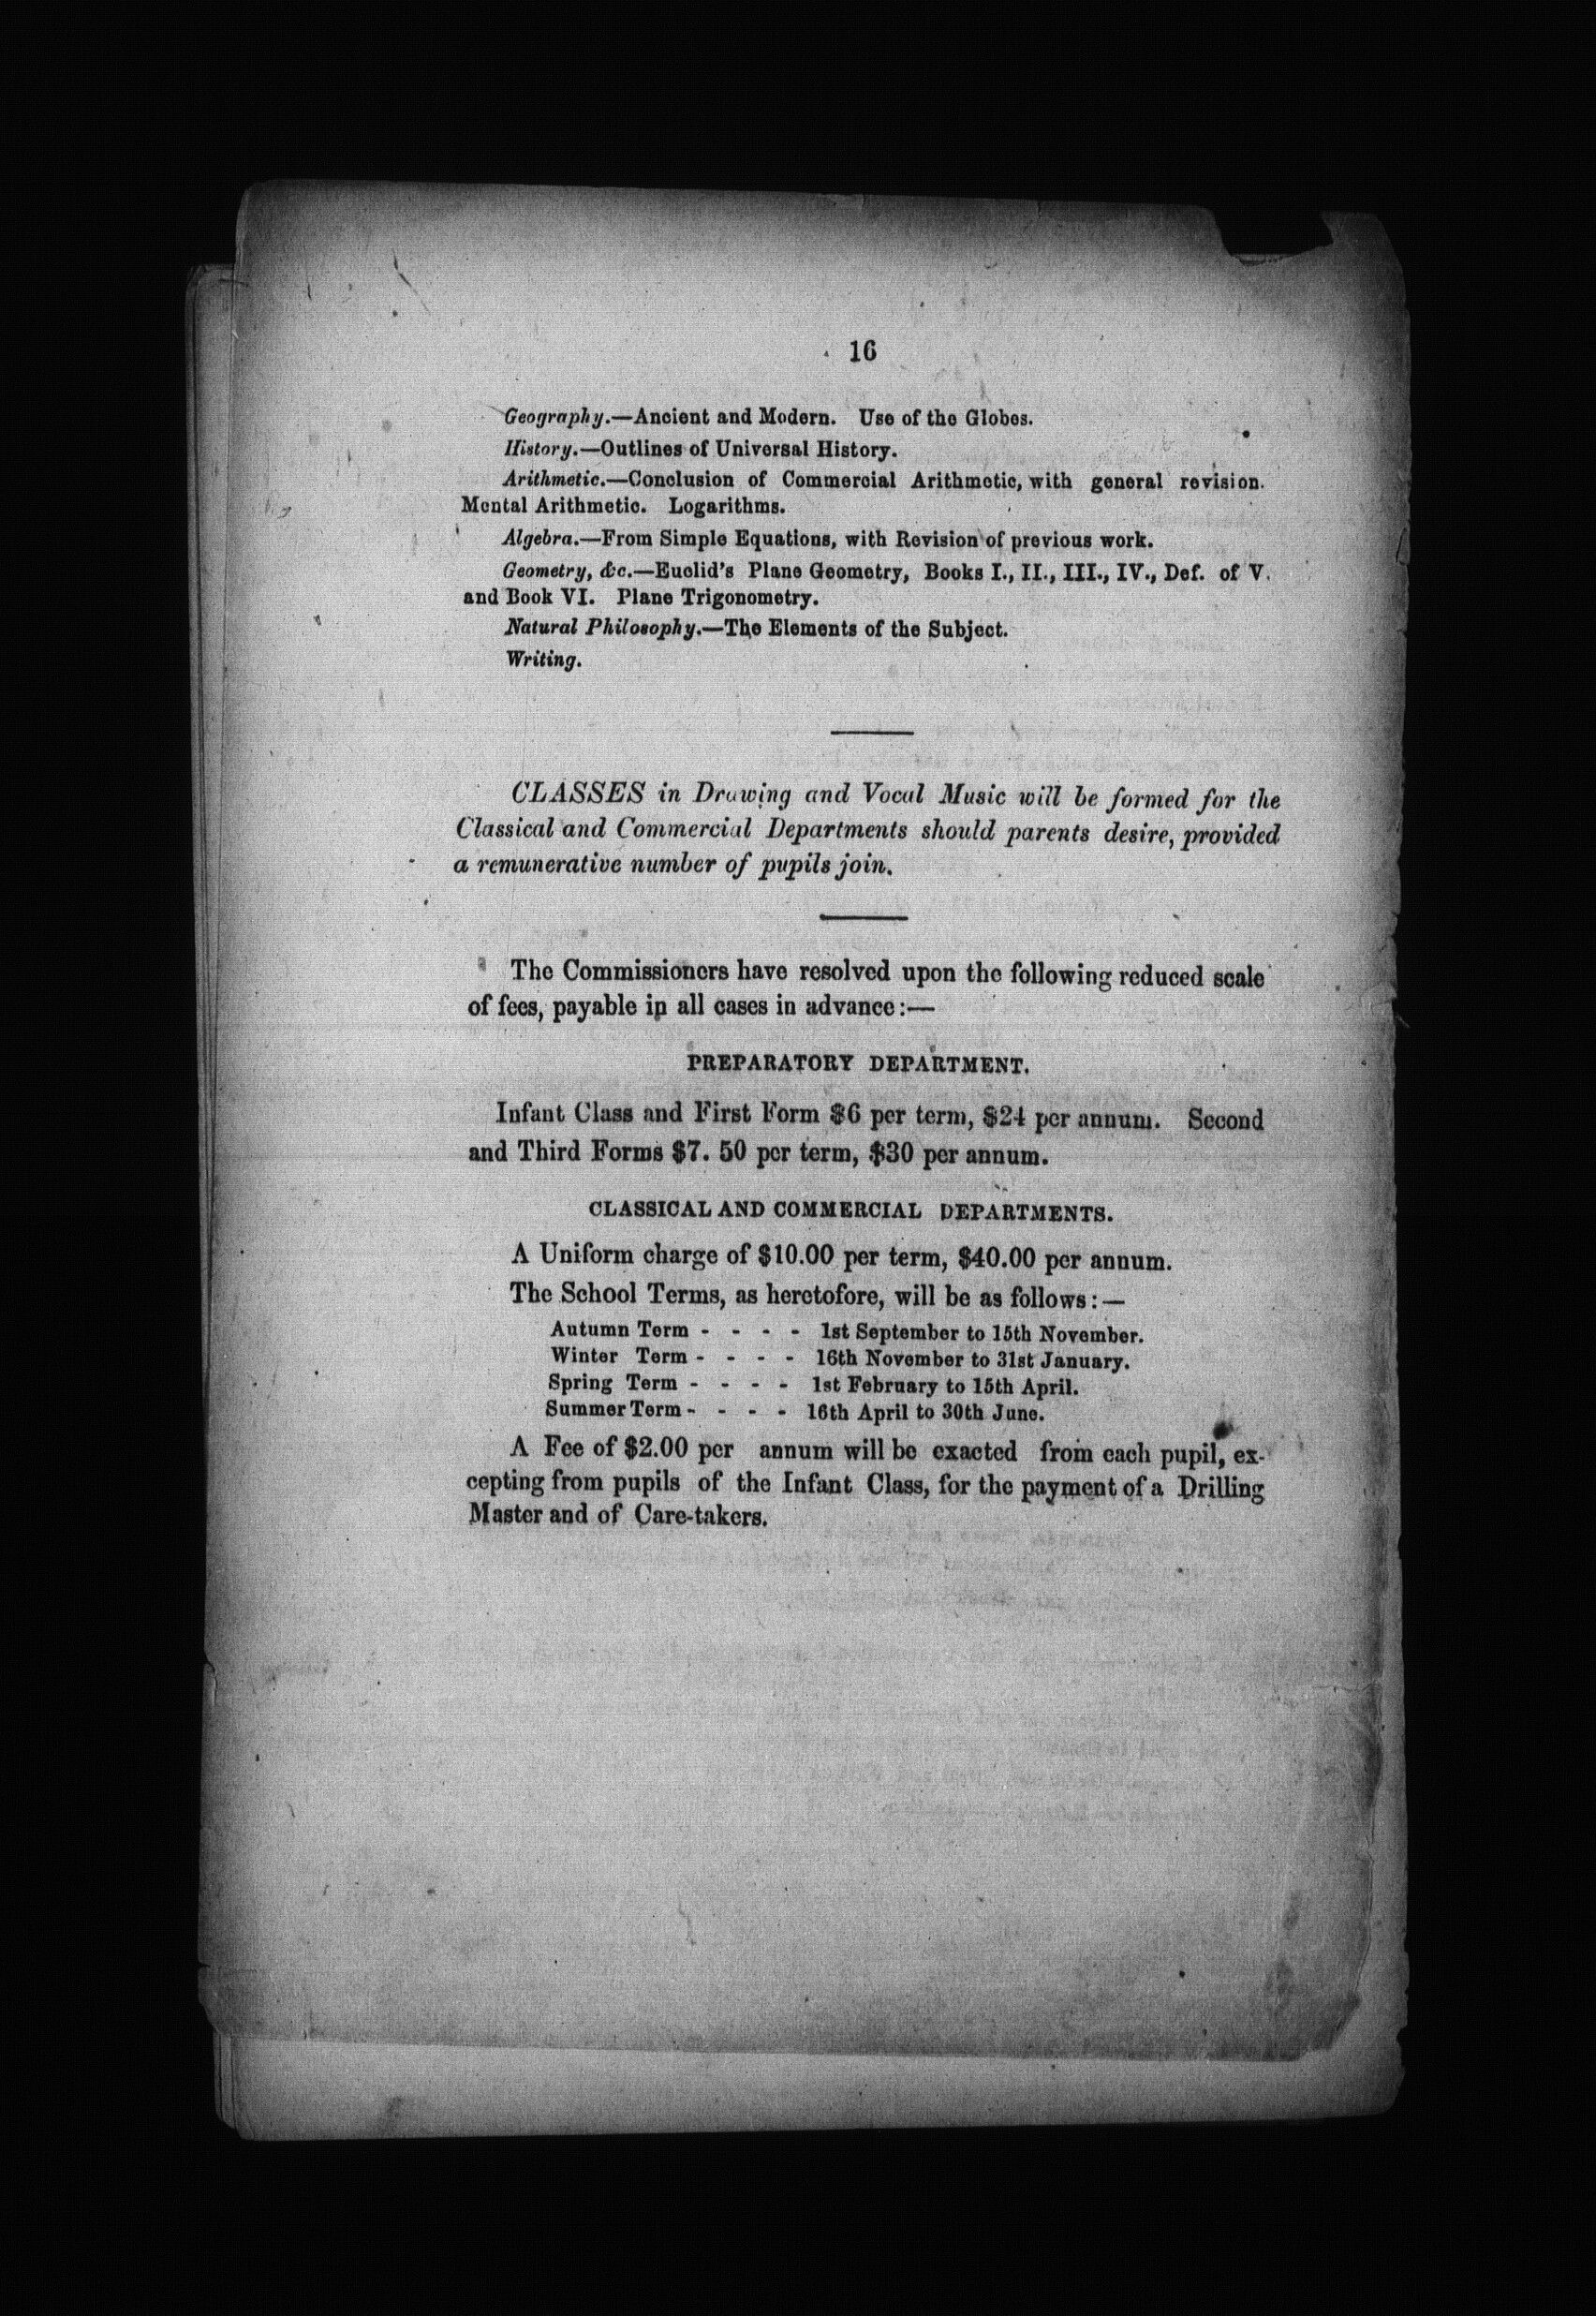 16
Geography.—Ancient and Modern. Use of the Globes.
History.—Outlines of Universal History.
Arithmetic.—Conclusion of Commercial Arithmetic, with general revision.
Mental Arithmetic. Logarithms.
Algebra.—From Simple Equations, with Revision of previous work.
Geometry, &c.—Euclid's Plane Geometry, Books I., II., III., IV., Def. of V.
and Book VI. Plane Trigonometry.
Natural Philosophy.—The Elements of the Subject.
Writing.
CLASSES in Drawing and Vocal Music will be formed for the
Classical and Commercial Departments should parents desire, provided
a remunerative number of pupils join.
The Commissioners have resolved upon the following reduced scale
of fees, payable in all cases in advance:—
PREPARATORY DEPARTMENT.
Infant Class and First Form $6 per term, $24 per annum. Second
and Third Forms $7. 50 per term, $30 per annum.
CLASSICAL AND COMMERCIAL DEPARTMENTS.
A Uniform charge of $10.00 per term, $40.00 per annum.
The School Terms, as heretofore, will be as follows:—
Autumn Term - - - - 1st September to 15th November.
Winter Term - - - - 16th November to 31st January.
Spring Term - - - - 1st February to 15th April.
Summer Term - - - - 16th April to 30th June.
A Fee of $2.00 per annum will be exacted from each pupil, ex-
cepting from pupils of the Infant Class, for the payment of a Drilling
Master and of Care-takers.